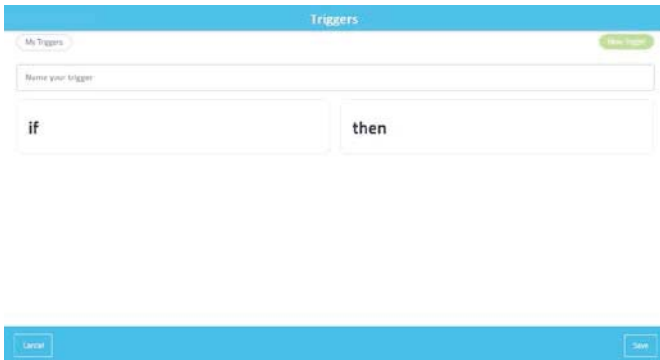 Triggers
My Triggers
New Trigger
Name your trigger
if
then
Cancel
Save